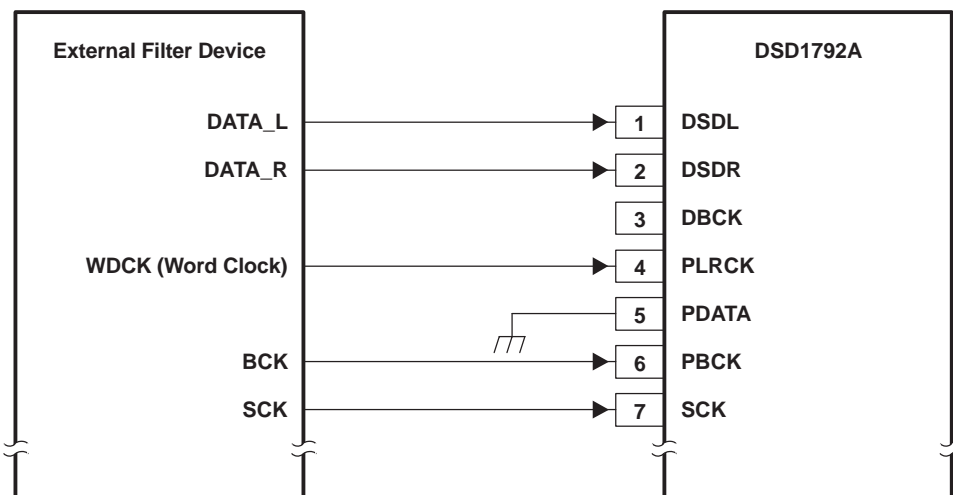 External Filter Device DSD1792A
DATA_L 1 DSDL
DATA_R 2 DSDR
3 DBCK
WDCK (Word Clock) 4 PLRCK
5 PDATA
BCK 6 PBCK
SCK 7 SCK